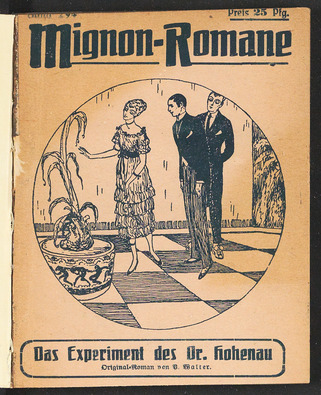 Preis 25 Pfg.
Mignon-Romane
Das Experiment des Dr. Hohenau
Original-Roman von V. Walter.